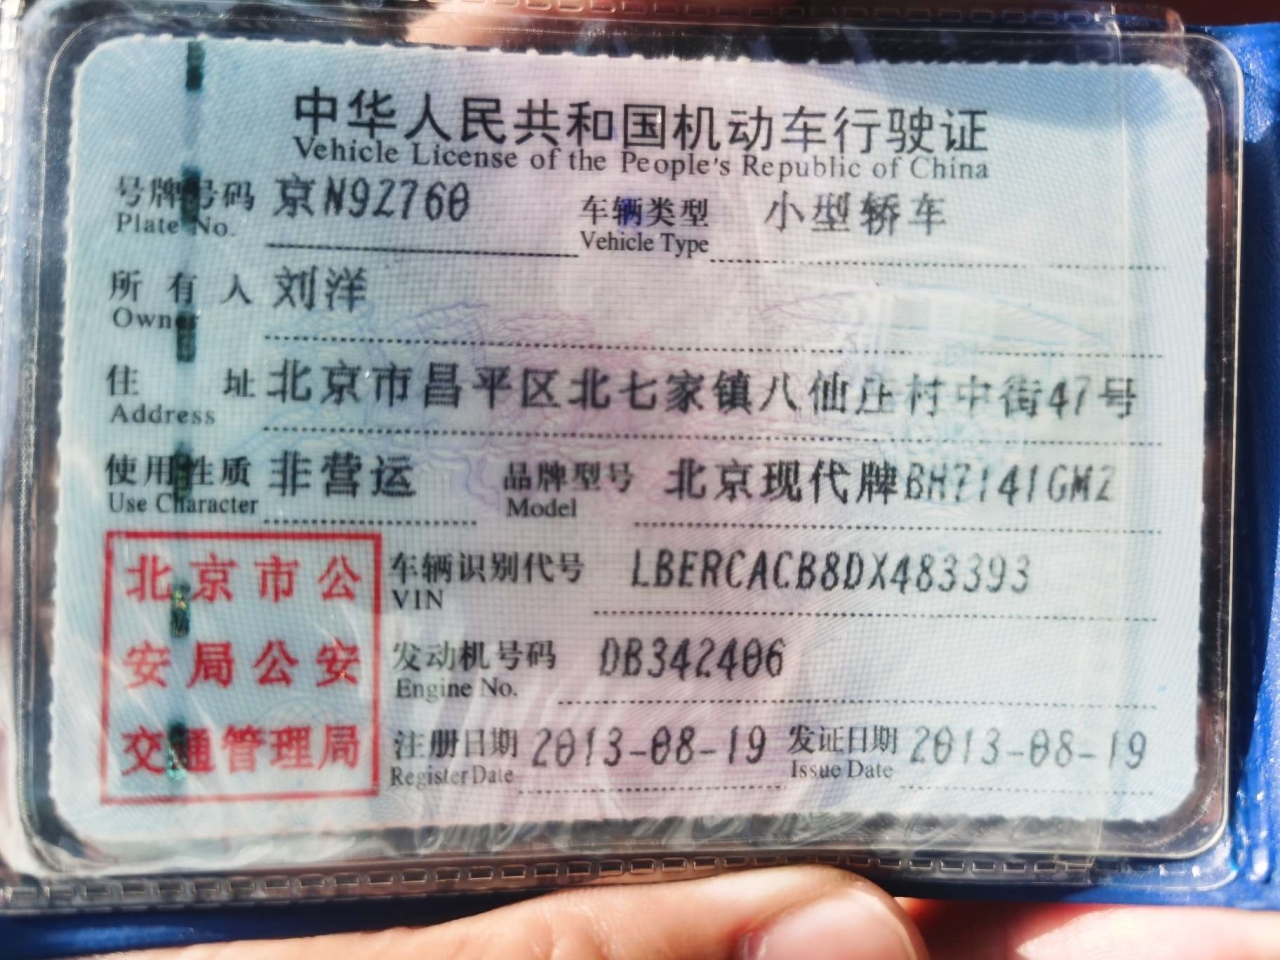 中华人民共和国机动车行驶证
Vehicle License of the People's Republic of China
号牌号码 京N9Z760 车辆类型 小型轿车
Plate No. Vehicle Type
所有人 刘洋
Owner
住址 北京市昌平区北七家镇八仙庄村中街47号
Address
使用性质 非营运 品牌型号 北京现代牌BH7141GMZ
Use Character Model
北京市公 车辆识别代号 LBERCACB8DX483393
VIN
安局公安 发动机号码 DB342406
Engine No.
交通管理局 注册日期 2013-08-19 发证日期 2013-08-19
Register Date Issue Date